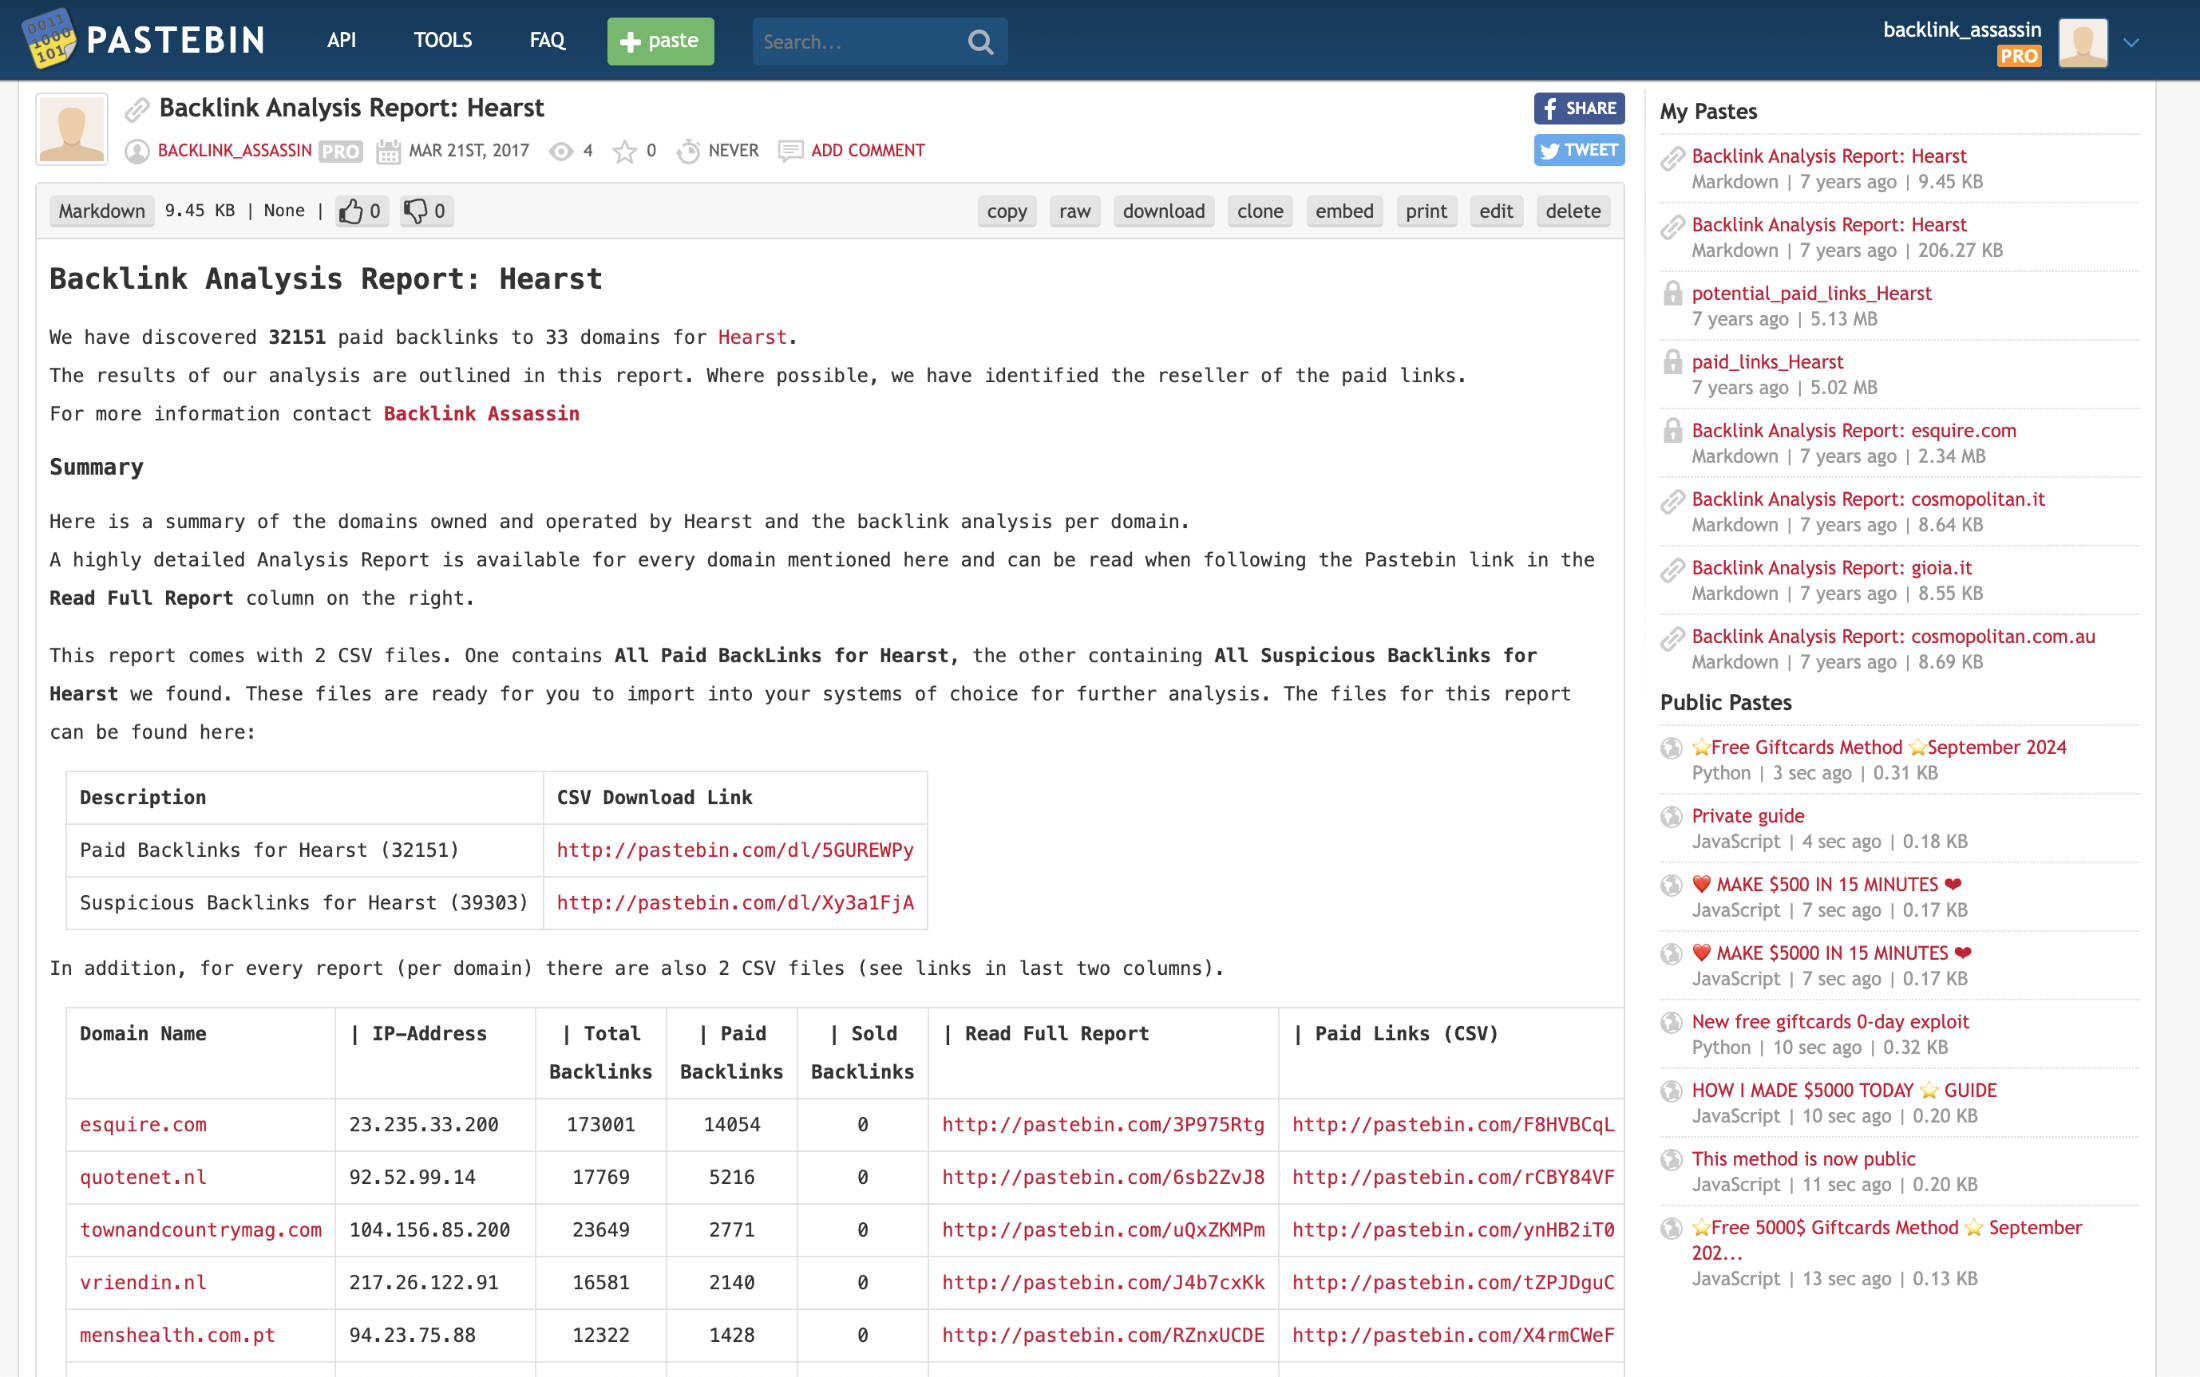 0011 1000 101 PASTEBIN API TOOLS FAQ + paste Search... backlink_assassin
PRO
Backlink Analysis Report: Hearst
BACKLINK_ASSASSIN PRO MAR 21ST, 2017 4 0 NEVER ADD COMMENT
SHARE
TWEET
Markdown 9.45 KB | None | 0 0 copy raw download clone embed print edit delete
Backlink Analysis Report: Hearst
We have discovered 32151 paid backlinks to 33 domains for Hearst.
The results of our analysis are outlined in this report. Where possible, we have identified the reseller of the paid links.
For more information contact Backlink Assassin
Summary
Here is a summary of the domains owned and operated by Hearst and the backlink analysis per domain.
A highly detailed Analysis Report is available for every domain mentioned here and can be read when following the Pastebin link in the
Read Full Report column on the right.
This report comes with 2 CSV files. One contains All Paid BackLinks for Hearst, the other containing All Suspicious Backlinks for
Hearst we found. These files are ready for you to import into your systems of choice for further analysis. The files for this report
can be found here:
Description CSV Download Link
Paid Backlinks for Hearst (32151) http://pastebin.com/dl/5GUREWPy
Suspicious Backlinks for Hearst (39303) http://pastebin.com/dl/Xy3a1FjA
In addition, for every report (per domain) there are also 2 CSV files (see links in last two columns).
Domain Name | IP-Address | Total Backlinks | Paid Backlinks | Sold Backlinks | Read Full Report | Paid Links (CSV)
esquire.com 23.235.33.200 173001 14054 0 http://pastebin.com/3P975Rtg http://pastebin.com/F8HVBCqL
quotenet.nl 92.52.99.14 17769 5216 0 http://pastebin.com/6sb2ZvJ8 http://pastebin.com/rCBY84VF
townandcountrymag.com 104.156.85.200 23649 2771 0 http://pastebin.com/uQxZKMPm http://pastebin.com/ynHB2iT0
vriendin.nl 217.26.122.91 16581 2140 0 http://pastebin.com/J4b7cxKk http://pastebin.com/tZPJDguC
menshealth.com.pt 94.23.75.88 12322 1428 0 http://pastebin.com/RZnxUCDE http://pastebin.com/X4rmCWeF
My Pastes
Backlink Analysis Report: Hearst
Markdown | 7 years ago | 9.45 KB
Backlink Analysis Report: Hearst
Markdown | 7 years ago | 206.27 KB
potential_paid_links_Hearst
7 years ago | 5.13 MB
paid_links_Hearst
7 years ago | 5.02 MB
Backlink Analysis Report: esquire.com
Markdown | 7 years ago | 2.34 MB
Backlink Analysis Report: cosmopolitan.it
Markdown | 7 years ago | 8.64 KB
Backlink Analysis Report: gioia.it
Markdown | 7 years ago | 8.55 KB
Backlink Analysis Report: cosmopolitan.com.au
Markdown | 7 years ago | 8.69 KB
Public Pastes
⭐Free Giftcards Method ⭐September 2024
Python | 3 sec ago | 0.31 KB
Private guide
JavaScript | 4 sec ago | 0.18 KB
❤️ MAKE $500 IN 15 MINUTES ❤
JavaScript | 7 sec ago | 0.17 KB
❤️ MAKE $5000 IN 15 MINUTES ❤
JavaScript | 7 sec ago | 0.17 KB
New free giftcards 0-day exploit
Python | 10 sec ago | 0.32 KB
HOW I MADE $5000 TODAY ⭐ GUIDE
JavaScript | 10 sec ago | 0.20 KB
This method is now public
JavaScript | 11 sec ago | 0.20 KB
⭐Free 5000$ Giftcards Method ⭐ September
202...
JavaScript | 13 sec ago | 0.13 KB